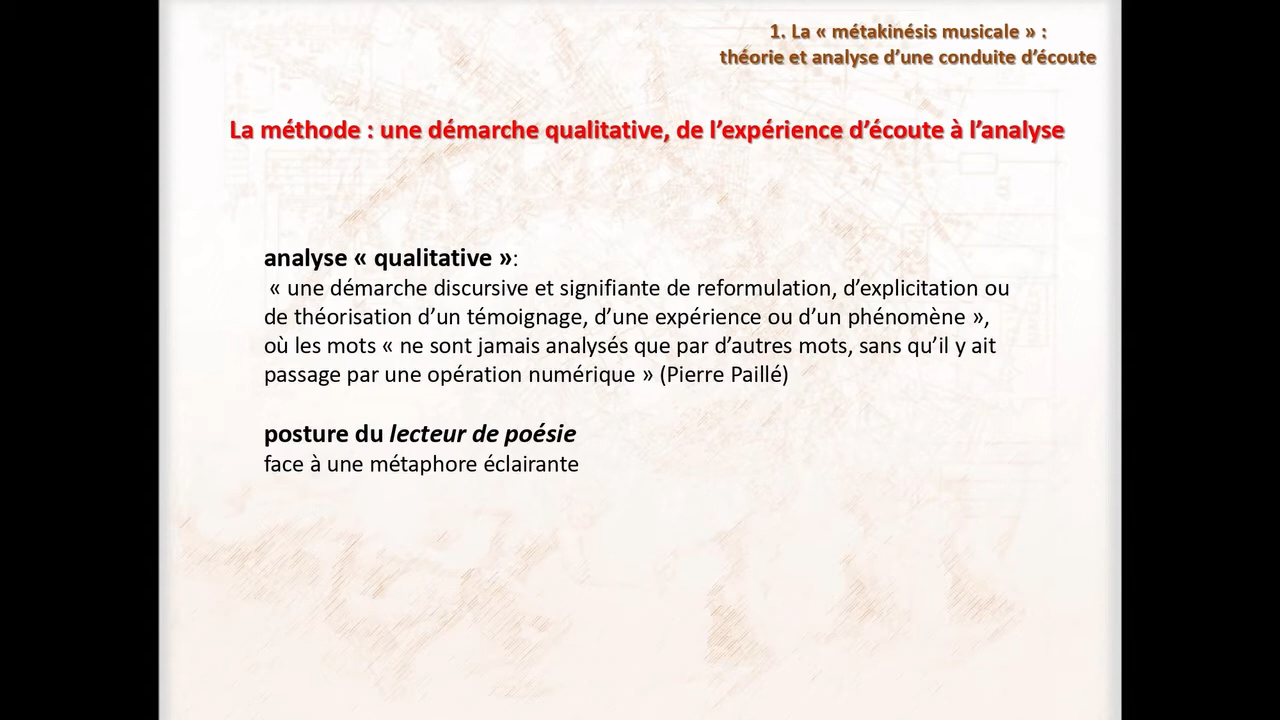 1. La « métakinésis musicale » :
théorie et analyse d’une conduite d’écoute
La méthode : une démarche qualitative, de l’expérience d’écoute à l’analyse
analyse « qualitative »:
« une démarche discursive et signifiante de reformulation, d’explicitation ou
de théorisation d’un témoignage, d’une expérience ou d’un phénomène »,
où les mots « ne sont jamais analysés que par d’autres mots, sans qu’il y ait
passage par une opération numérique » (Pierre Paillé)
posture du lecteur de poésie
face à une métaphore éclairante